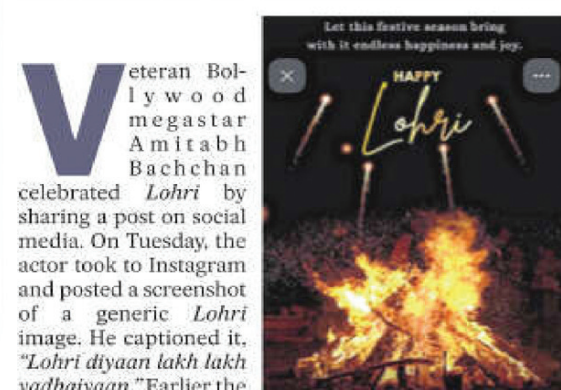 Veteran Bol-
lywood
megastar
Amitabh
Bachchan
celebrated Lohri by
sharing a post on social
media. On Tuesday, the
actor took to Instagram
and posted a screenshot
of a generic Lohri
image. He captioned it,
"Lohri diyaan lakh lakh
vadhaiyaan." Earlier the
Let this festive season bring
with it endless happiness and joy.
HAPPY
Lohri